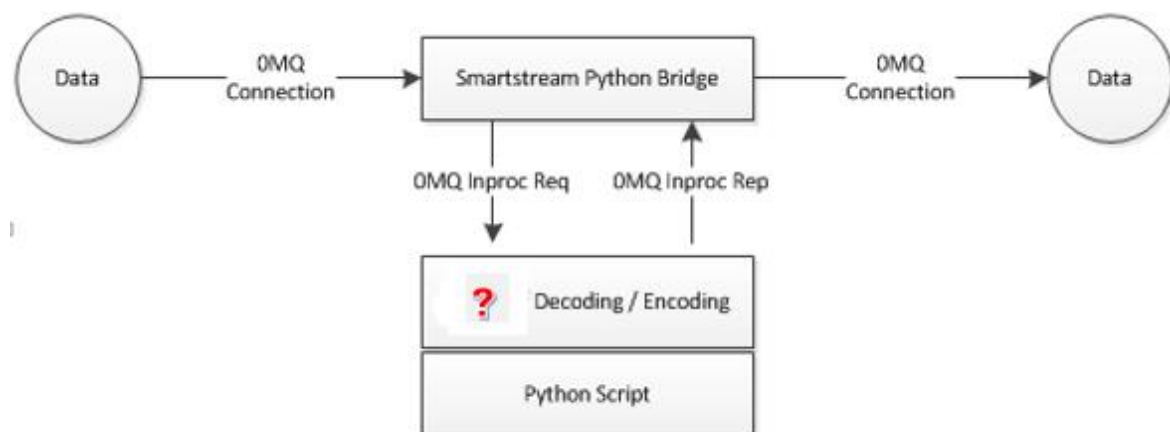 Data
0MQ
Connection
Smartstream Python Bridge
0MQ
Connection
Data
0MQ Inproc Req
0MQ Inproc Rep
? Decoding / Encoding
Python Script